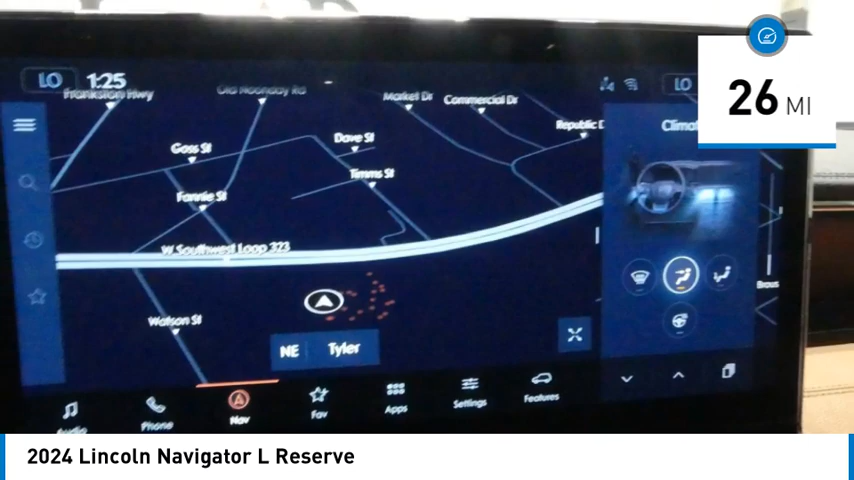 LO 1:25
LO
26 MI
Frankston Hwy
Old Noonday Rd
Market Dr
Commercial Dr
Republic D
Climat
Goss St
Dave St
Timms St
Fannie St
W Southwest Loop 323
Watson St
NE Tyler
Audio
Phone
Nav
Fav
Apps
Settings
Features
2024 Lincoln Navigator L Reserve